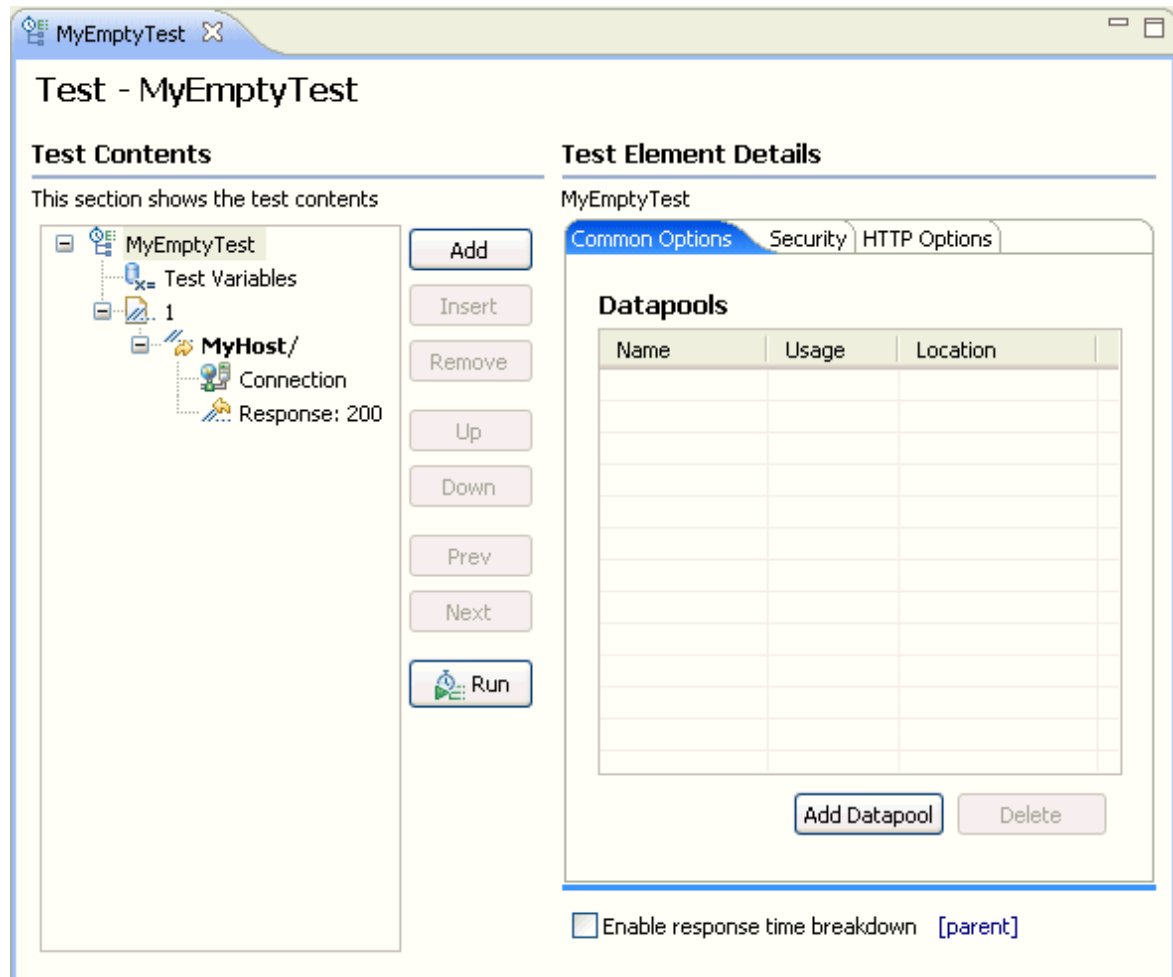 MyEmptyTest
Test - MyEmptyTest
Test Contents
This section shows the test contents
MyEmptyTest
Test Variables
1
MyHost/
Connection
Response: 200
Add
Insert
Remove
Up
Down
Prev
Next
Run
Test Element Details
MyEmptyTest
Common Options Security HTTP Options
Datapools
Name Usage Location
Add Datapool Delete
Enable response time breakdown [parent]